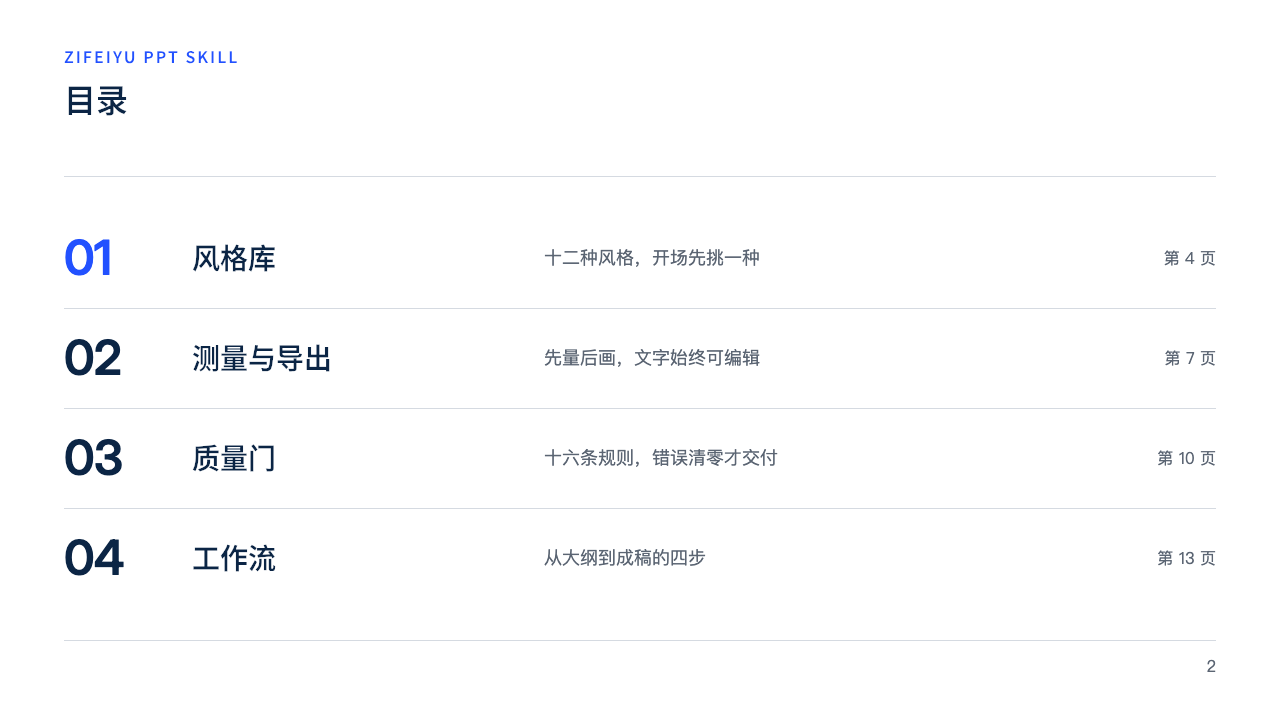 ZIFEIYU PPT SKILL
目录
01 风格库 十二种风格，开场先挑一种 第 4 页
02 测量与导出 先量后画，文字始终可编辑 第 7 页
03 质量门 十六条规则，错误清零才交付 第 10 页
04 工作流 从大纲到成稿的四步 第 13 页
2